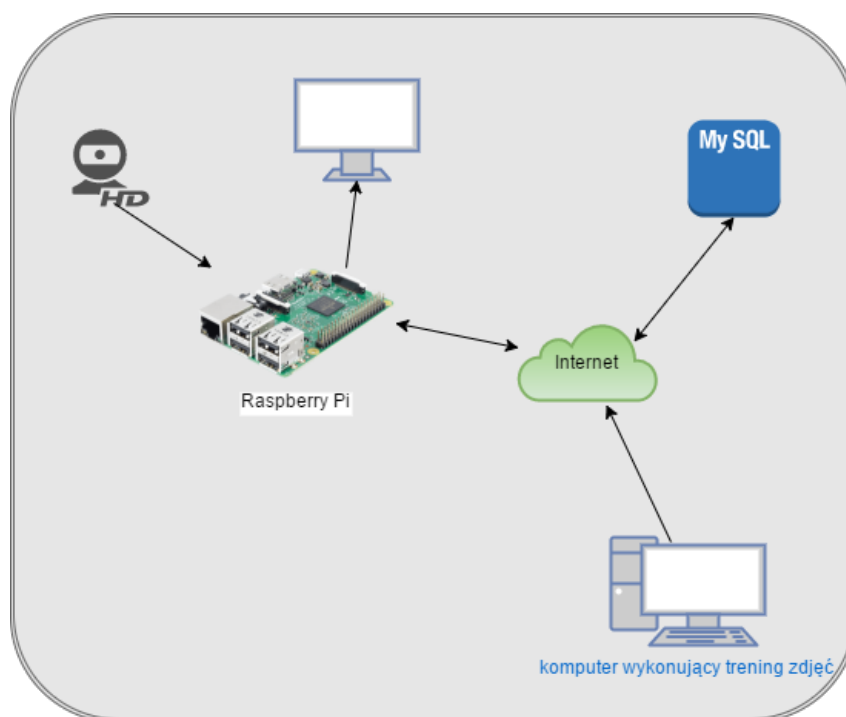 My SQL
HD
Internet
Raspberry Pi
komputer wykonujący trening zdjęć